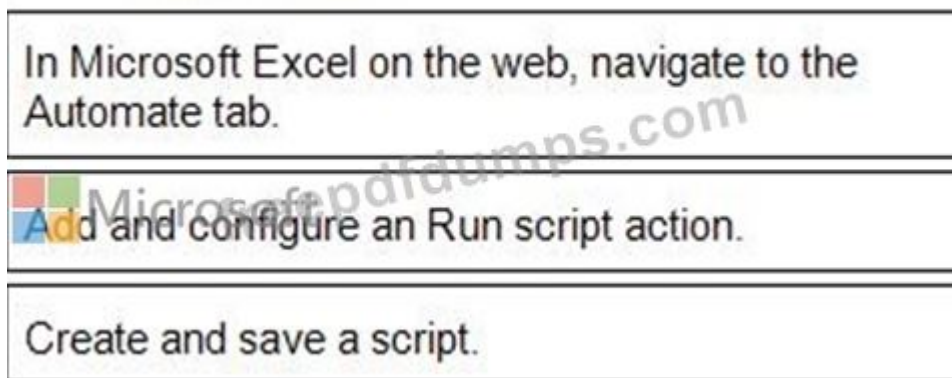 In Microsoft Excel on the web, navigate to the
Automate tab.
Microsoft
Add and configure an Run script action.
Create and save a script.